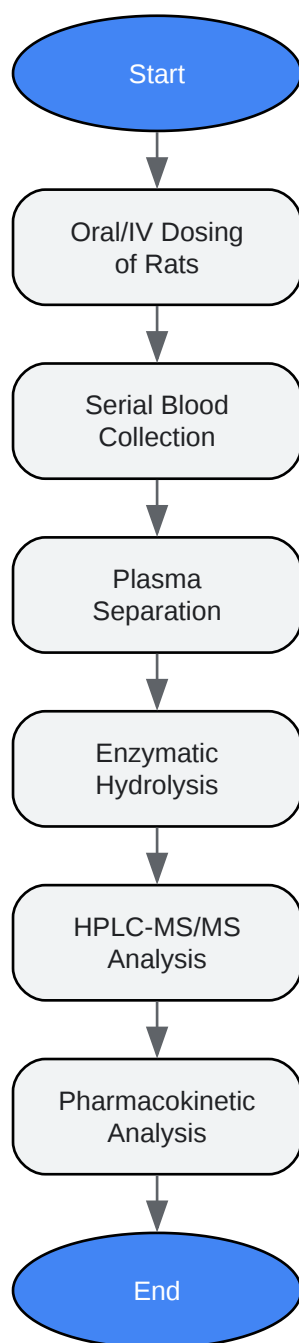 Start
Oral/IV Dosing
of Rats
Serial Blood
Collection
Plasma
Separation
Enzymatic
Hydrolysis
HPLC-MS/MS
Analysis
Pharmacokinetic
Analysis
End